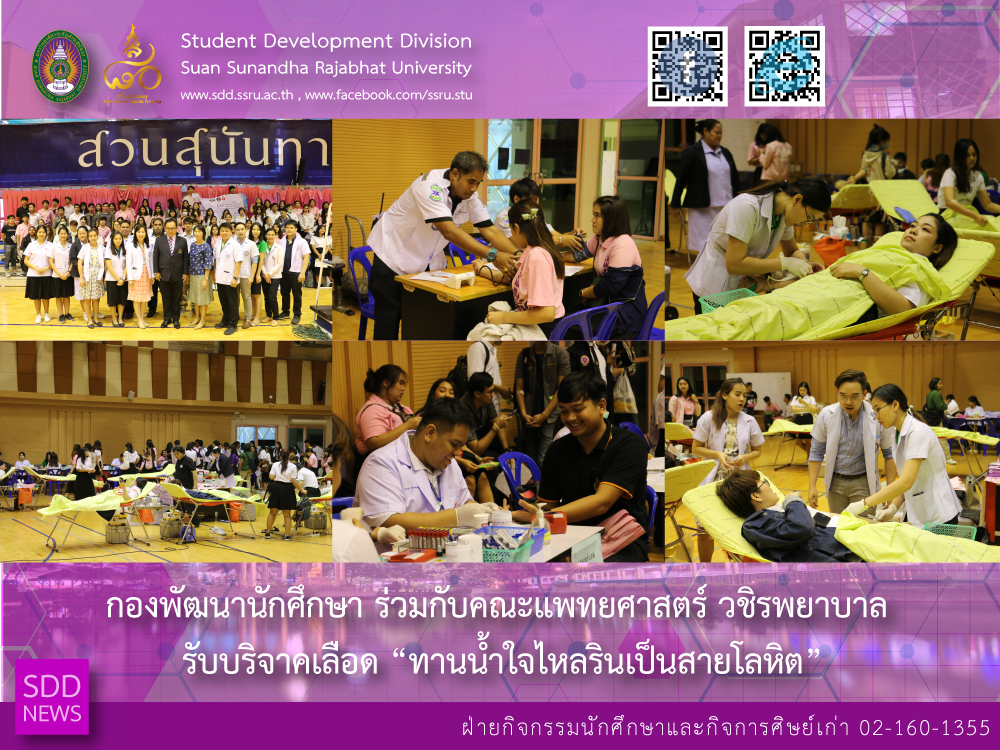 Student Development Division
Suan Sunandha Rajabhat University
www.sdd.ssru.ac.th , www.facebook.com/ssru.stu
สวนสุนันทา
กองพัฒนานักศึกษา ร่วมกับคณะแพทยศาสตร์ วชิรพยาบาล
รับบริจาคเลือด “ทานน้ำใจไหลรินเป็นสายโลหิต”
SDD
NEWS
ฝ่ายกิจกรรมนักศึกษาและกิจการศิษย์เก่า 02-160-1355